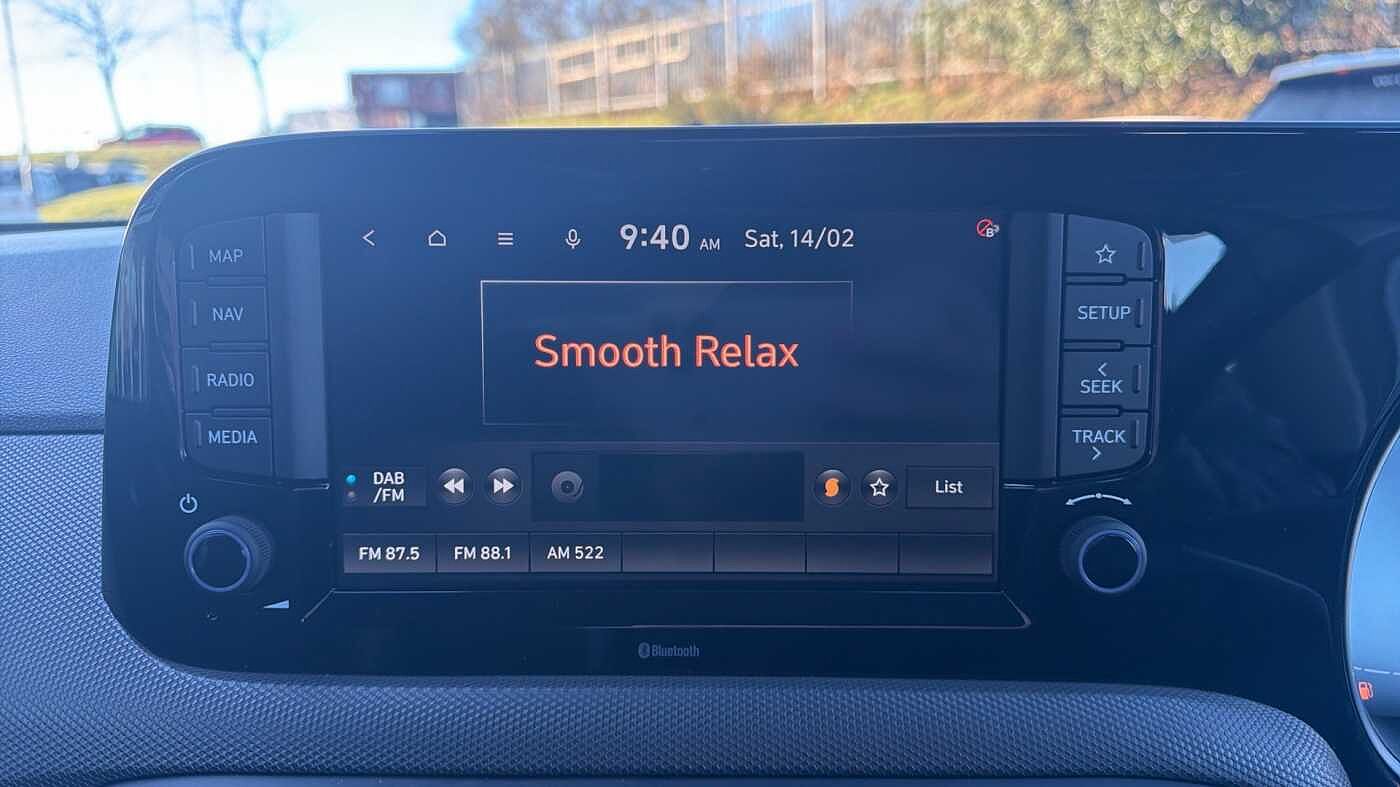 9:40 AM Sat, 14/02
MAP
NAV
RADIO
MEDIA
Smooth Relax
SETUP
SEEK
TRACK
DAB
/FM
List
FM 87.5 FM 88.1 AM 522
Bluetooth